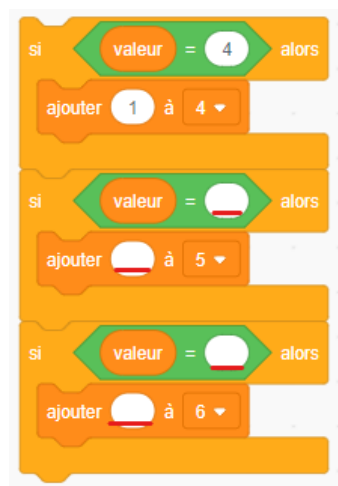 si valeur = 4 alors
ajouter 1 à 4
si valeur = alors
ajouter à 5
si valeur = alors
ajouter à 6